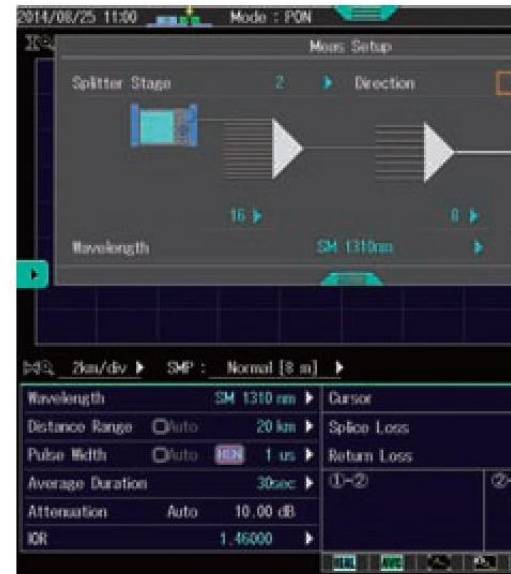 2014/08/25 11:00 Mode : PON
Meas Setup
Splitter Stage 2 Direction
16 8
Wavelength SM 1310nm
2km/div SMP : Normal [8 m]
Wavelength SM 1310 nm Cursor
Distance Range Auto 20 km Splice Loss
Pulse Width Auto 1 us Return Loss
Average Duration 30sec ①-②
Attenuation Auto 10.00 dB
IOR 1.46000